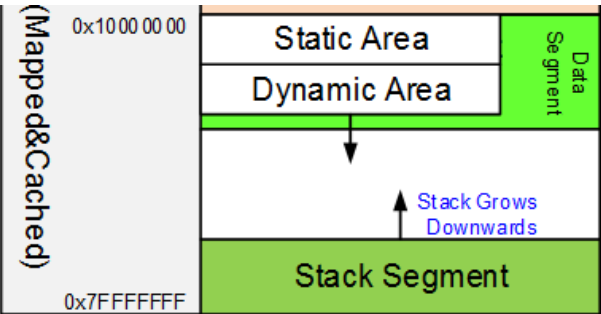 (Mapped&Cached)
0x10000000
Static Area
Dynamic Area
Data
Segment
Stack Grows
Downwards
Stack Segment
0x7FFFFFFF